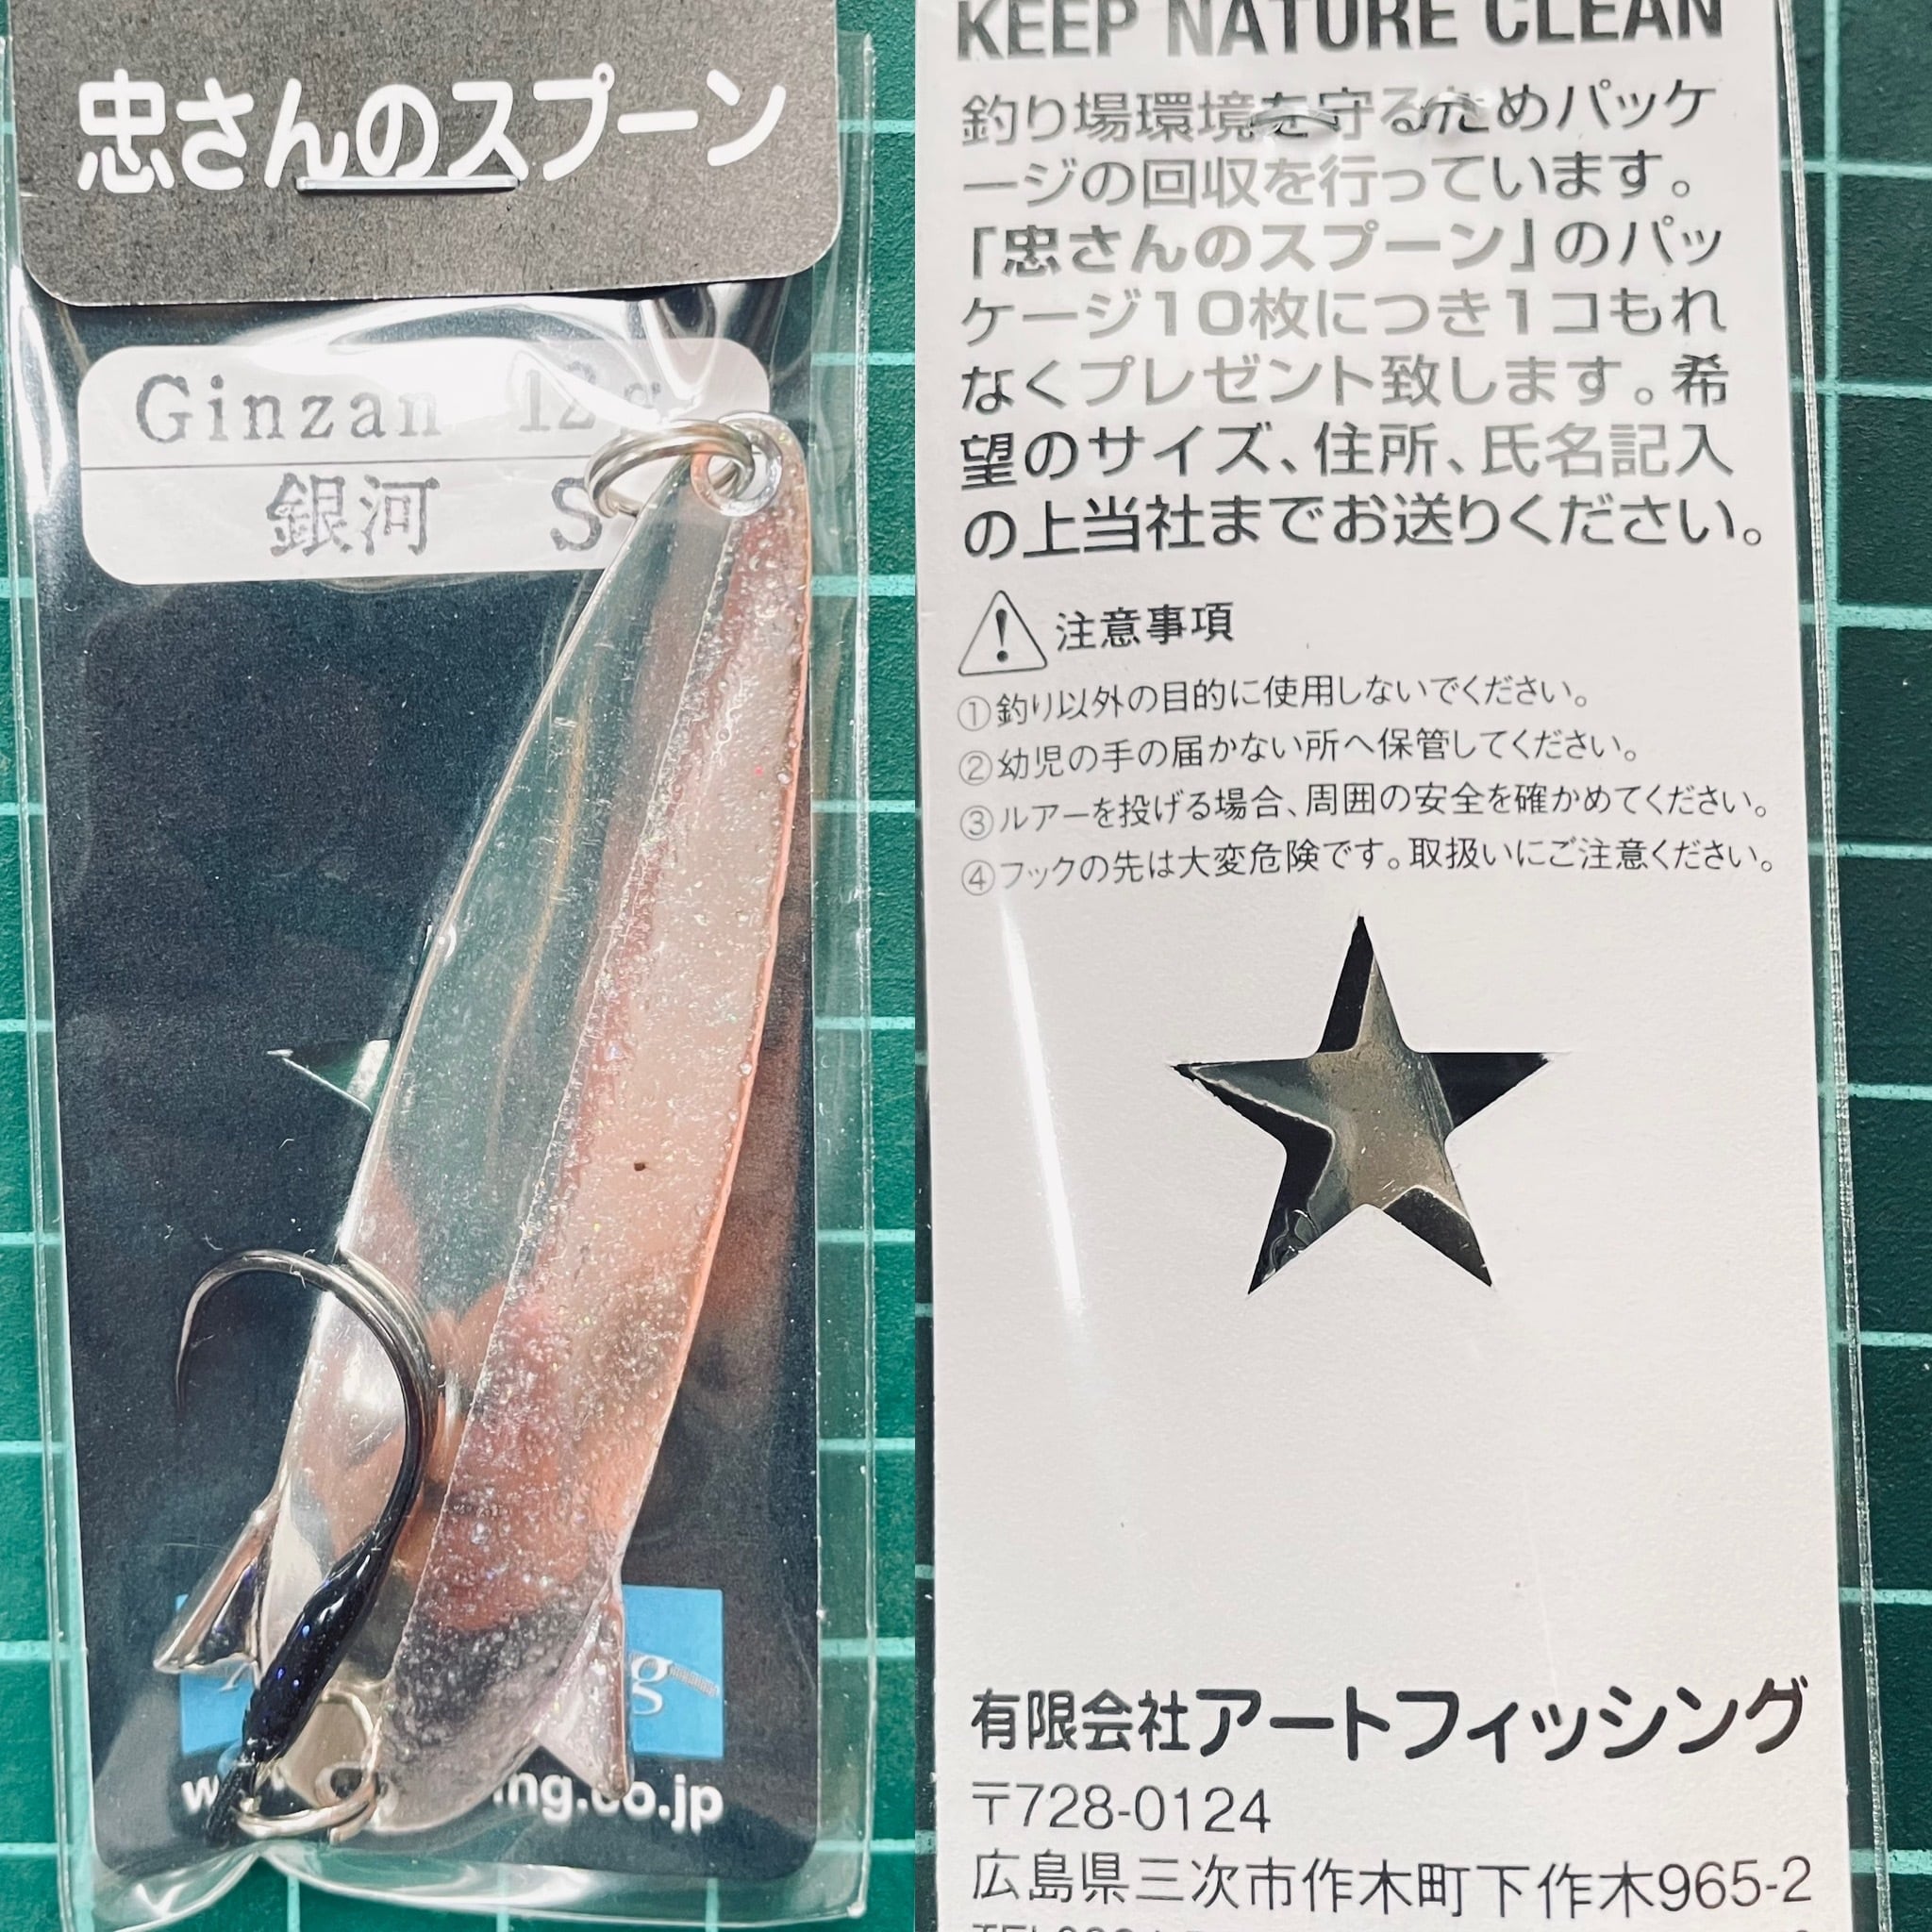 忠さんのスプーン
Ginzan 12g
銀河 S
ng.co.jp
KEEP NATURE CLEAN
釣り場環境を守るためパッケ
ージの回収を行っています。
「忠さんのスプーン」のパッ
ケージ10枚につき1コもれ
なくプレゼント致します。希
望のサイズ、住所、氏名記入
の上当社までお送りください。
注意事項
①釣り以外の目的に使用しないでください。
②幼児の手の届かない所へ保管してください。
③ルアーを投げる場合、周囲の安全を確かめてください。
④フックの先は大変危険です。取扱いにご注意ください。
有限会社アートフィッシング
〒728-0124
広島県三次市作木町下作木965-2